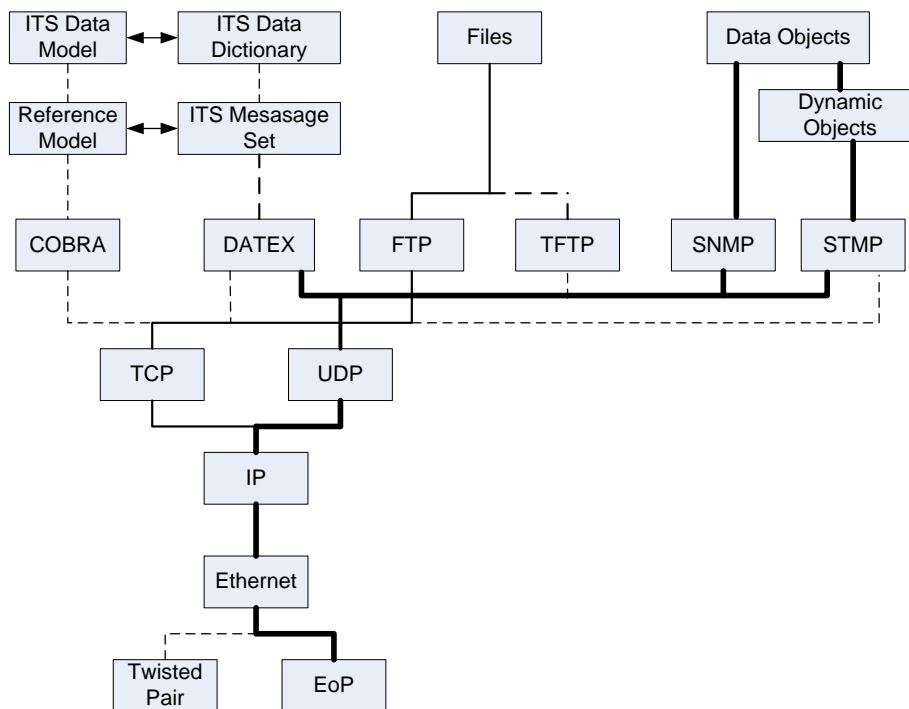 ITS Data
Model
ITS Data
Dictionary
Files
Data Objects
Reference
Model
ITS Mesasage
Set
Dynamic
Objects
COBRA
DATEX
FTP
TFTP
SNMP
STMP
TCP
UDP
IP
Ethernet
Twisted
Pair
EoP